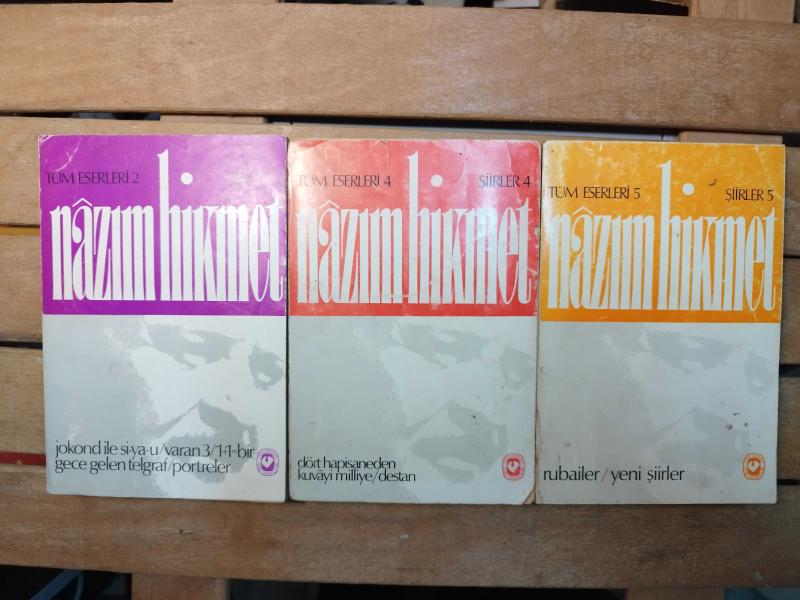 TÜM ESERLERİ 2
nâzım hikmet
jokond ile si-ya-u/varan 3/1+1=bir
gece gelen telgraf/portreler
TÜM ESERLERİ 4 ŞİİRLER 4
nâzım hikmet
dört hapisaneden
kuvâyi milliye/destan
TÜM ESERLERİ 5 ŞİİRLER 5
nâzım hikmet
rubailer/yeni şiirler